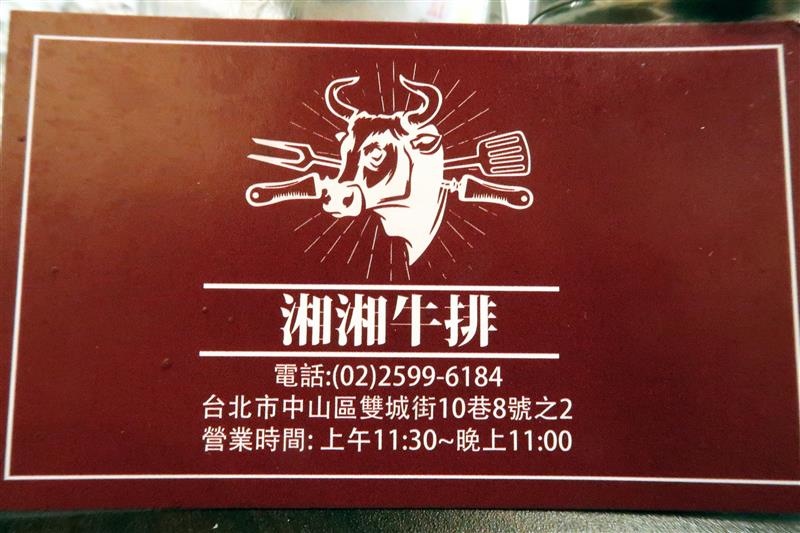 湘湘牛排
電話:(02)2599-6184
台北市中山區雙城街10巷8號之2
營業時間: 上午11:30~晚上11:00